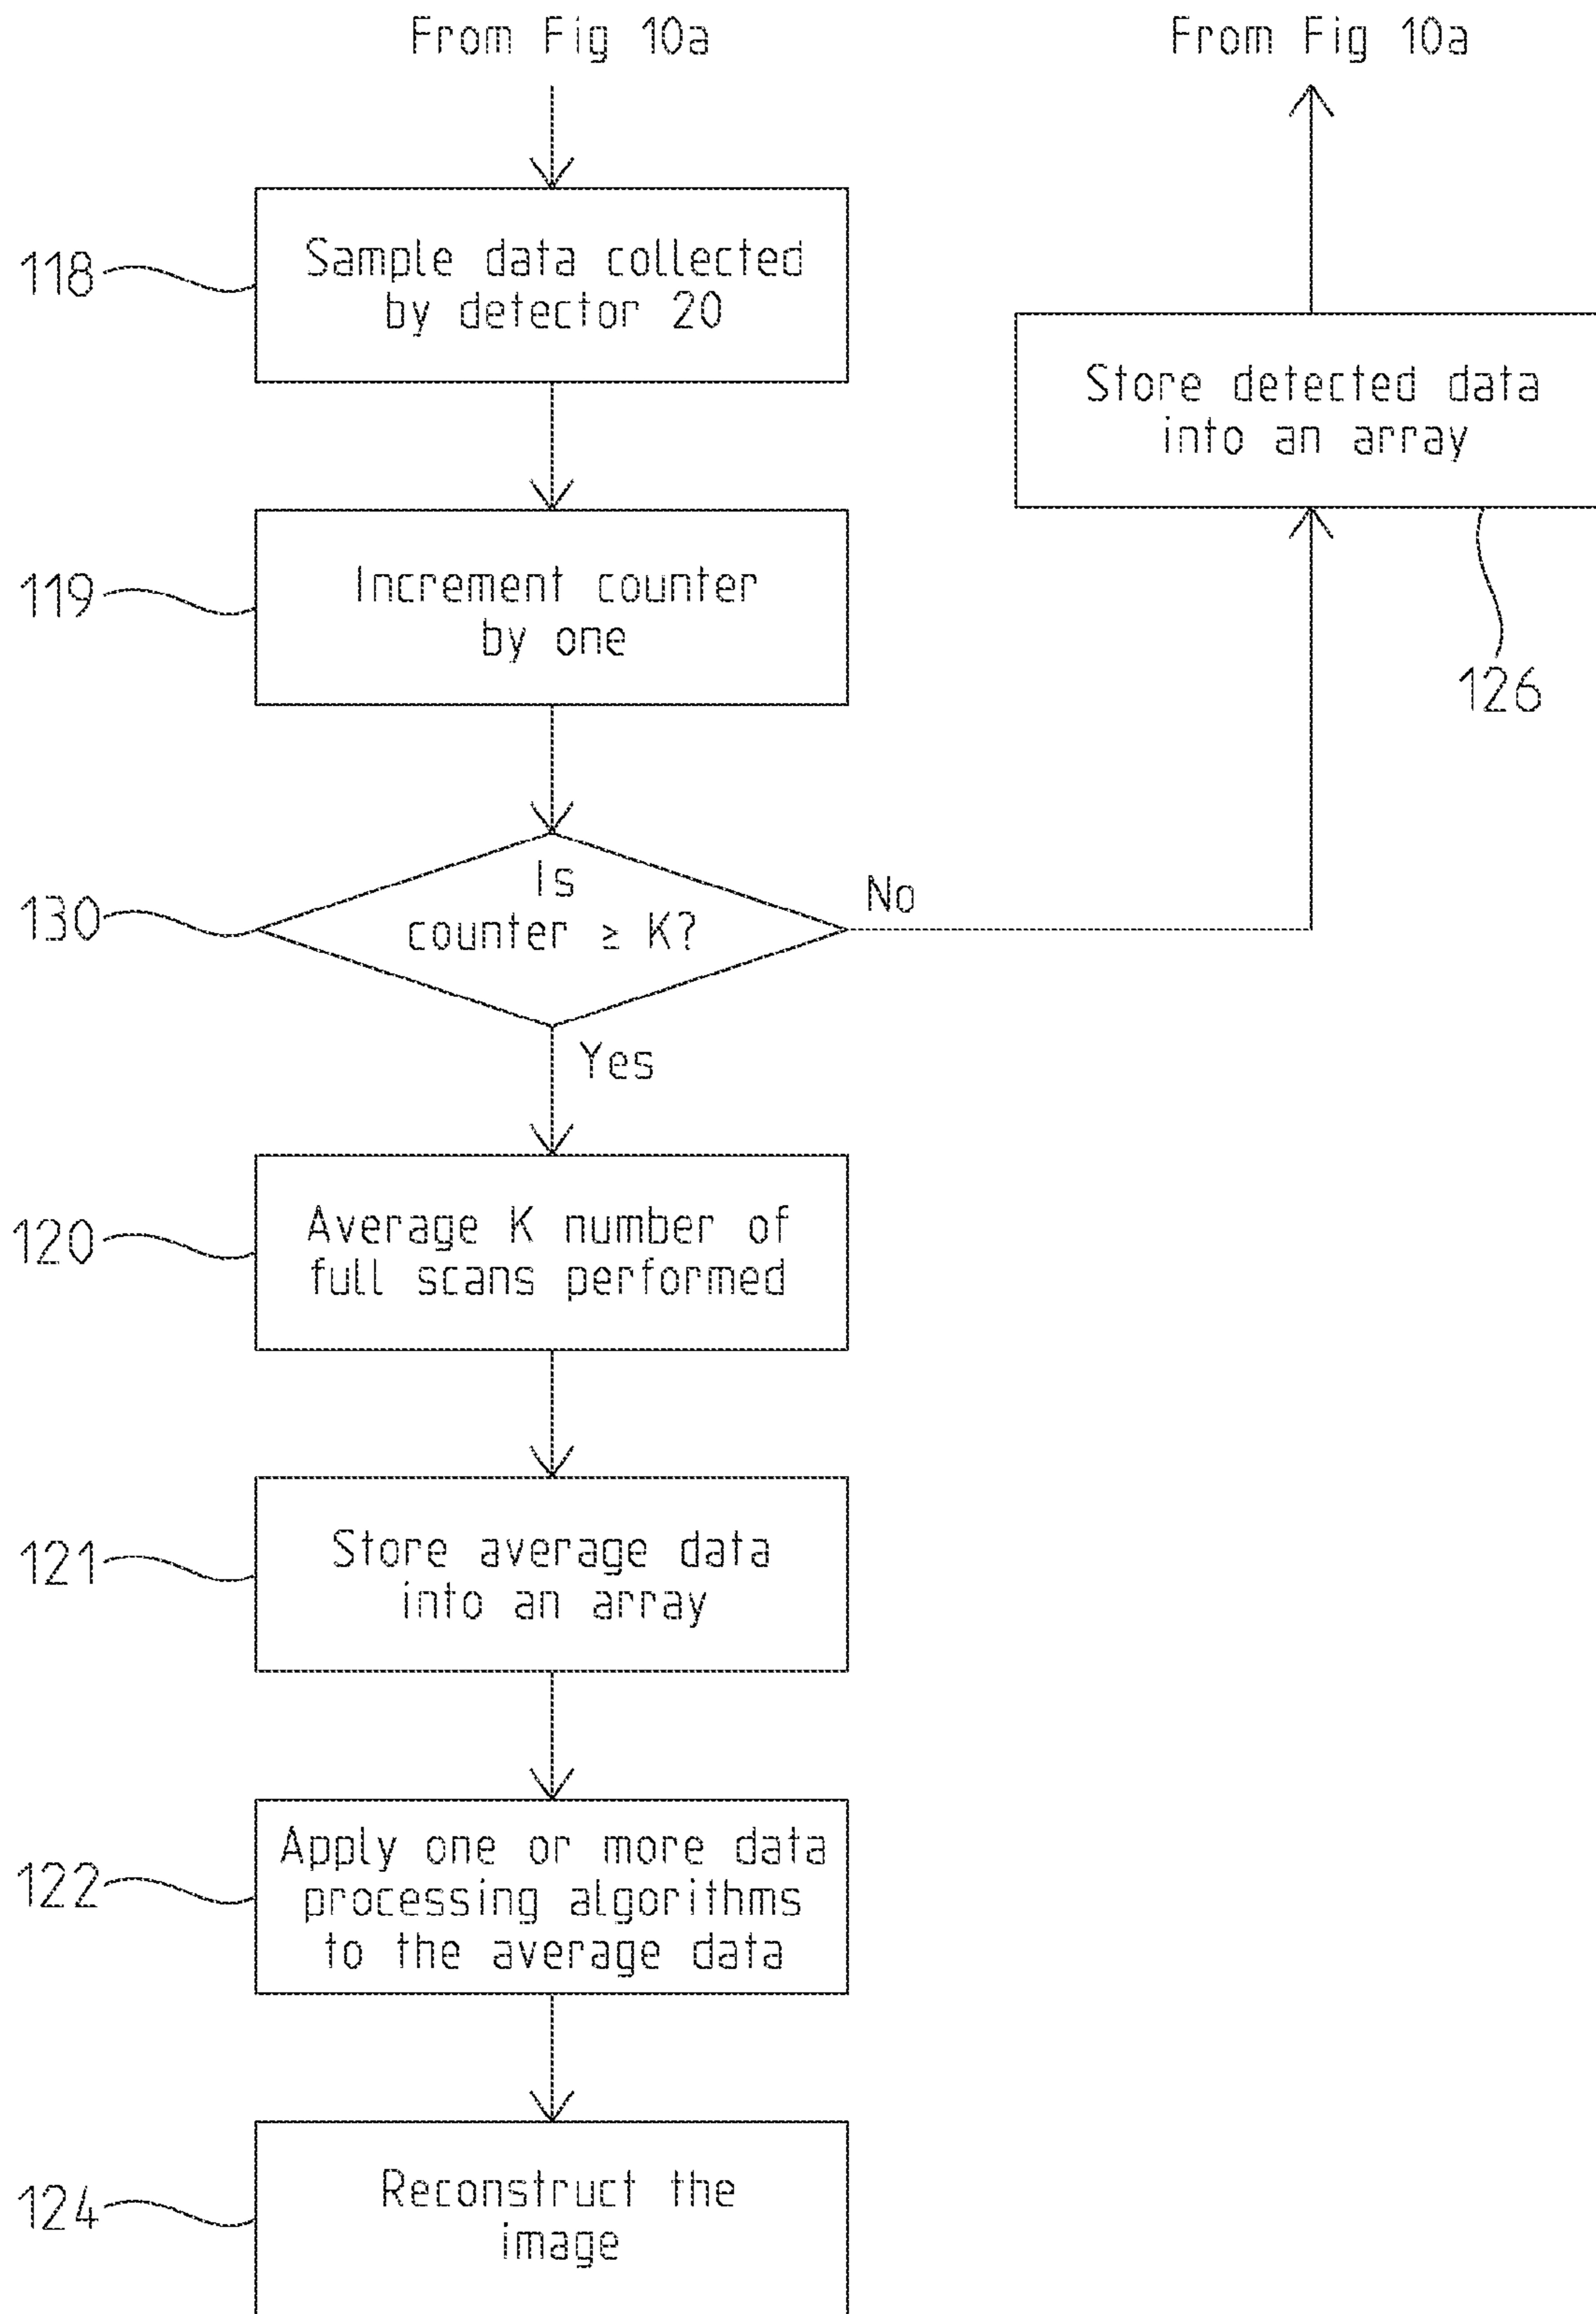 From Fig 10a
From Fig 10a
118
Sample data collected
by detector 20
Store detected data
into an array
126
119
Increment counter
by one
130
Is
counter ≥ K?
No
Yes
120
Average K number of
full scans performed
121
Store average data
into an array
122
Apply one or more data
processing algorithms
to the average data
124
Reconstruct the
image